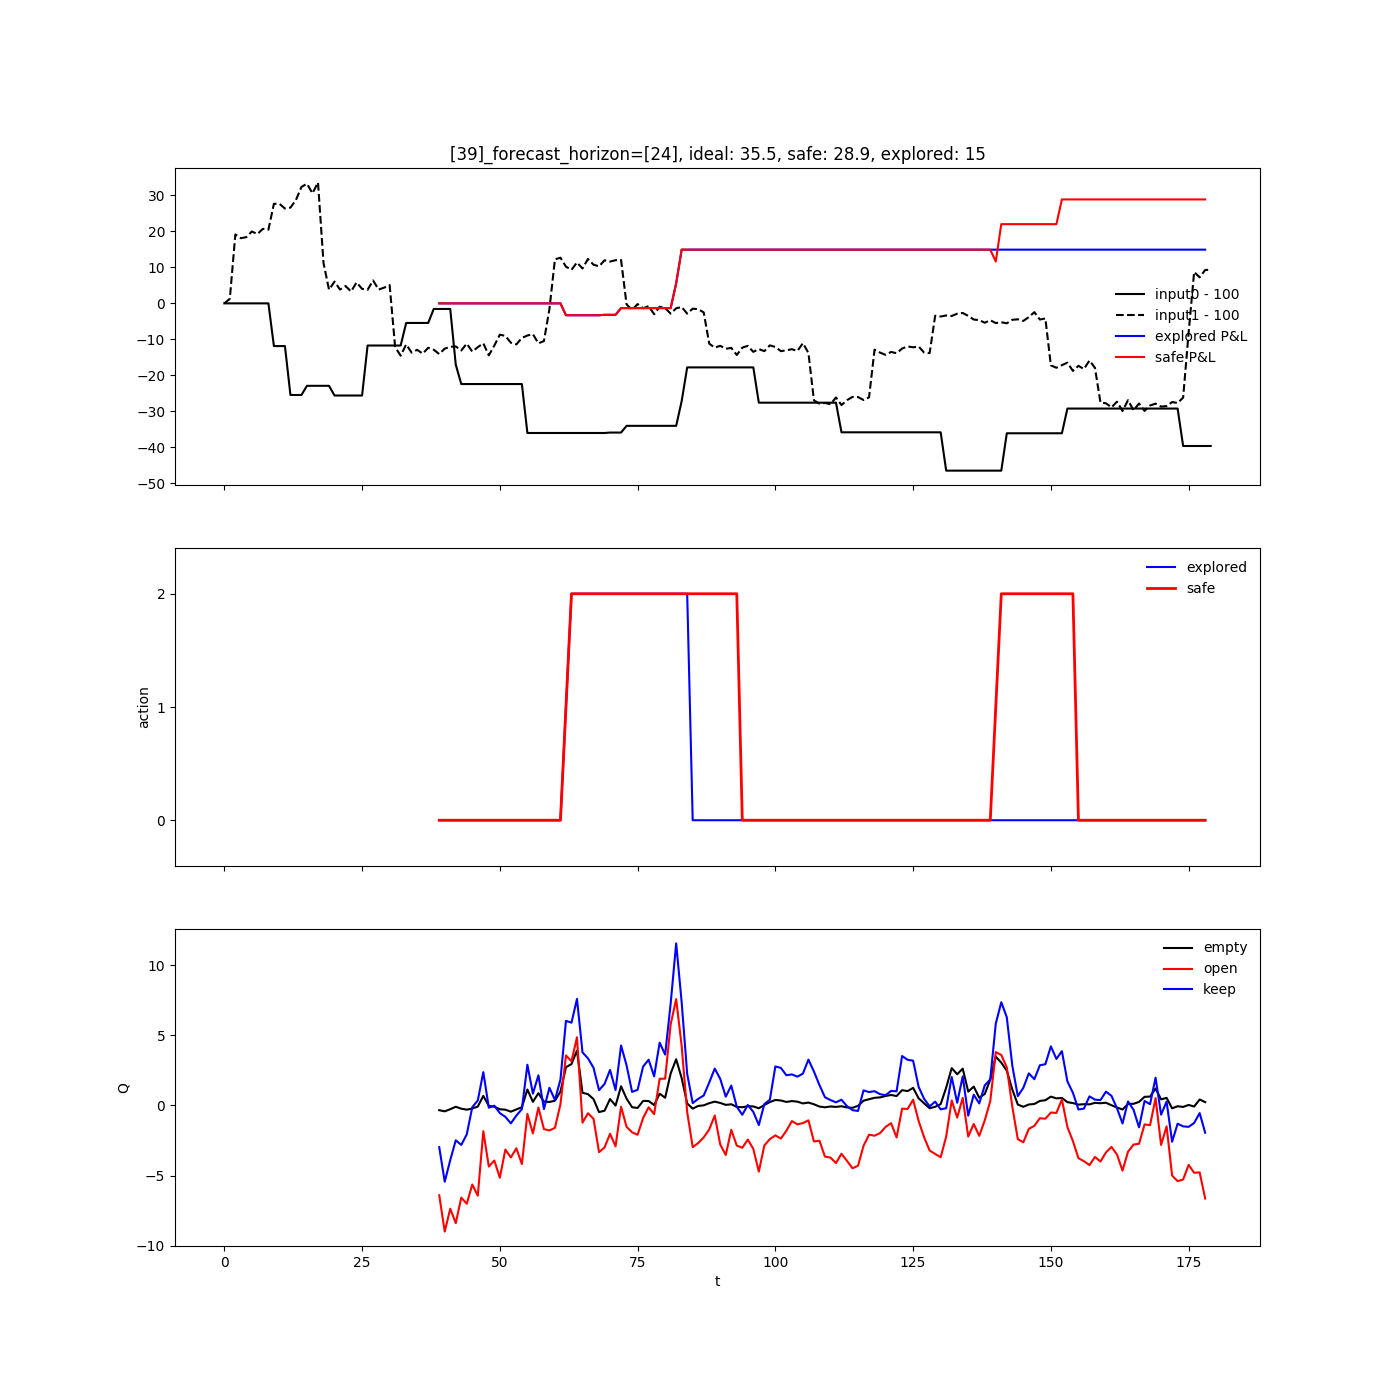 [39]_forecast_horizon=[24], ideal: 35.5, safe: 28.9, explored: 15
30
20
10
0
−10
−20
−30
−40
−50
input0 - 100
input1 - 100
explored P&L
safe P&L
action
2
1
0
explored
safe
Q
10
5
0
−5
−10
empty
open
keep
0 25 50 75 100 125 150 175
t